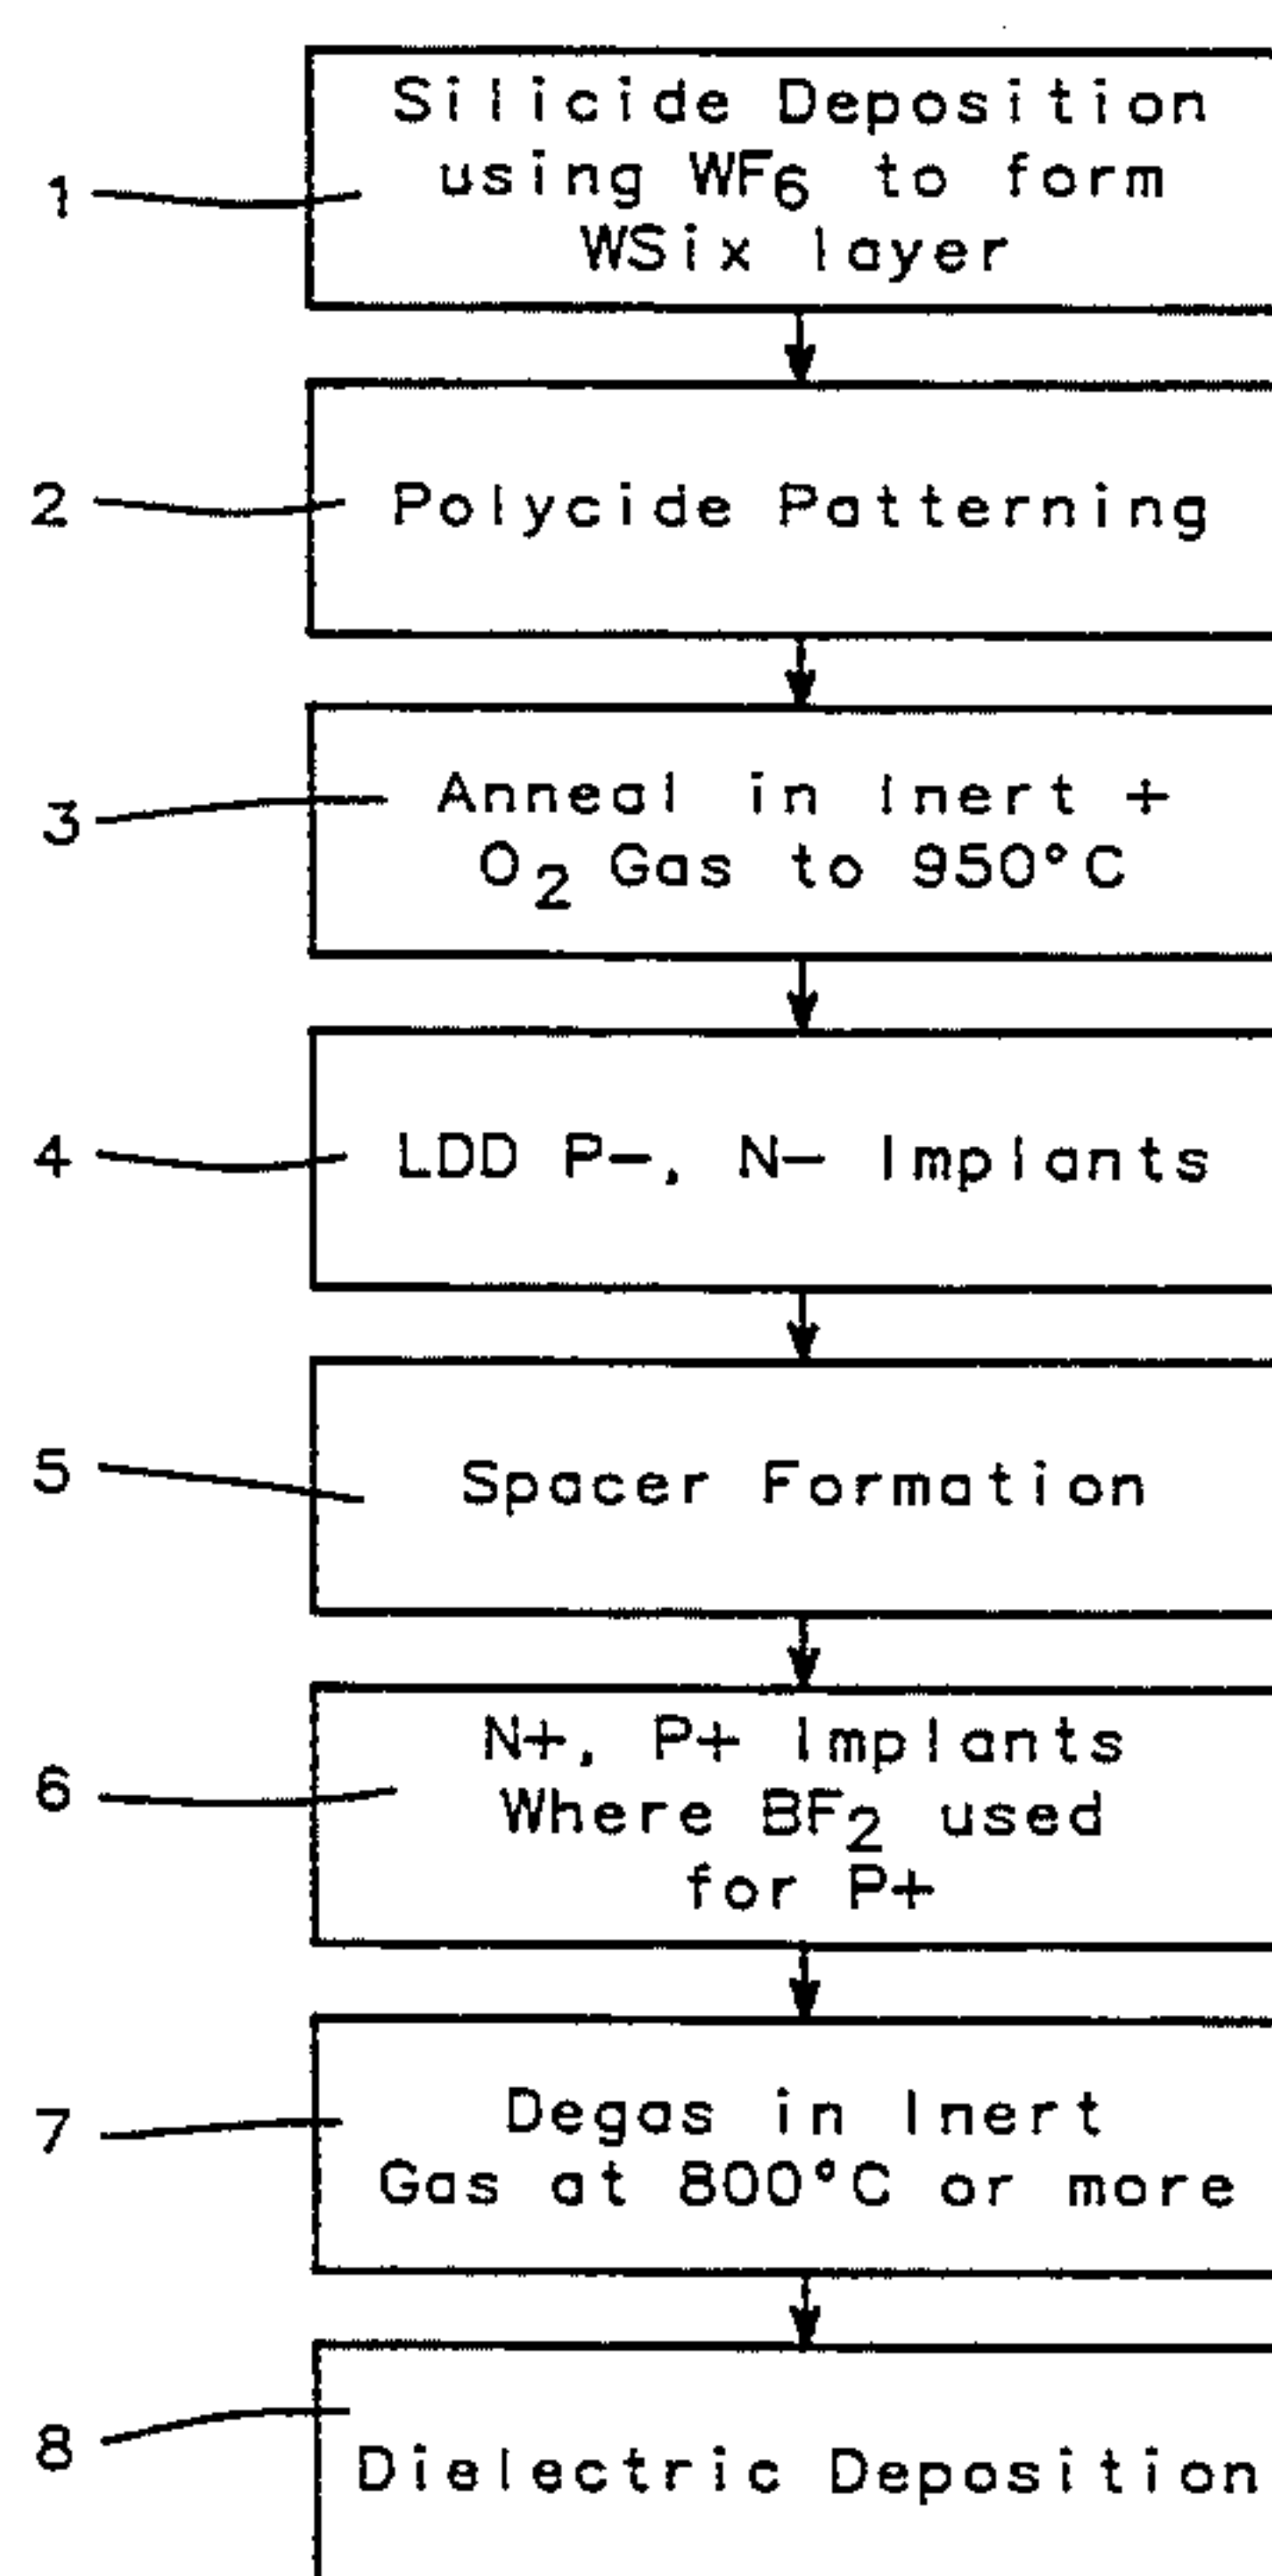 1
Silicide Deposition
using WF6 to form
WSix layer
2
Polycide Patterning
3
Anneal in Inert +
O2 Gas to 950°C
4
LDD P-, N- Implants
5
Spacer Formation
6
N+, P+ Implants
Where BF2 used
for P+
7
Degas in Inert
Gas at 800°C or more
8
Dielectric Deposition